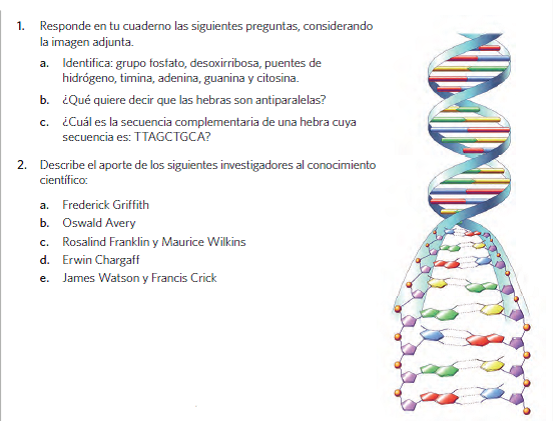 1. Responde en tu cuaderno las siguientes preguntas, considerando
la imagen adjunta.
a. Identifica: grupo fosfato, desoxirribosa, puentes de
hidrógeno, timina, adenina, guanina y citosina.
b. ¿Qué quiere decir que las hebras son antiparalelas?
c. ¿Cuál es la secuencia complementaria de una hebra cuya
secuencia es: TTAGCTGCA?
2. Describe el aporte de los siguientes investigadores al conocimiento
científico:
a. Frederick Griffith
b. Oswald Avery
c. Rosalind Franklin y Maurice Wilkins
d. Erwin Chargaff
e. James Watson y Francis Crick